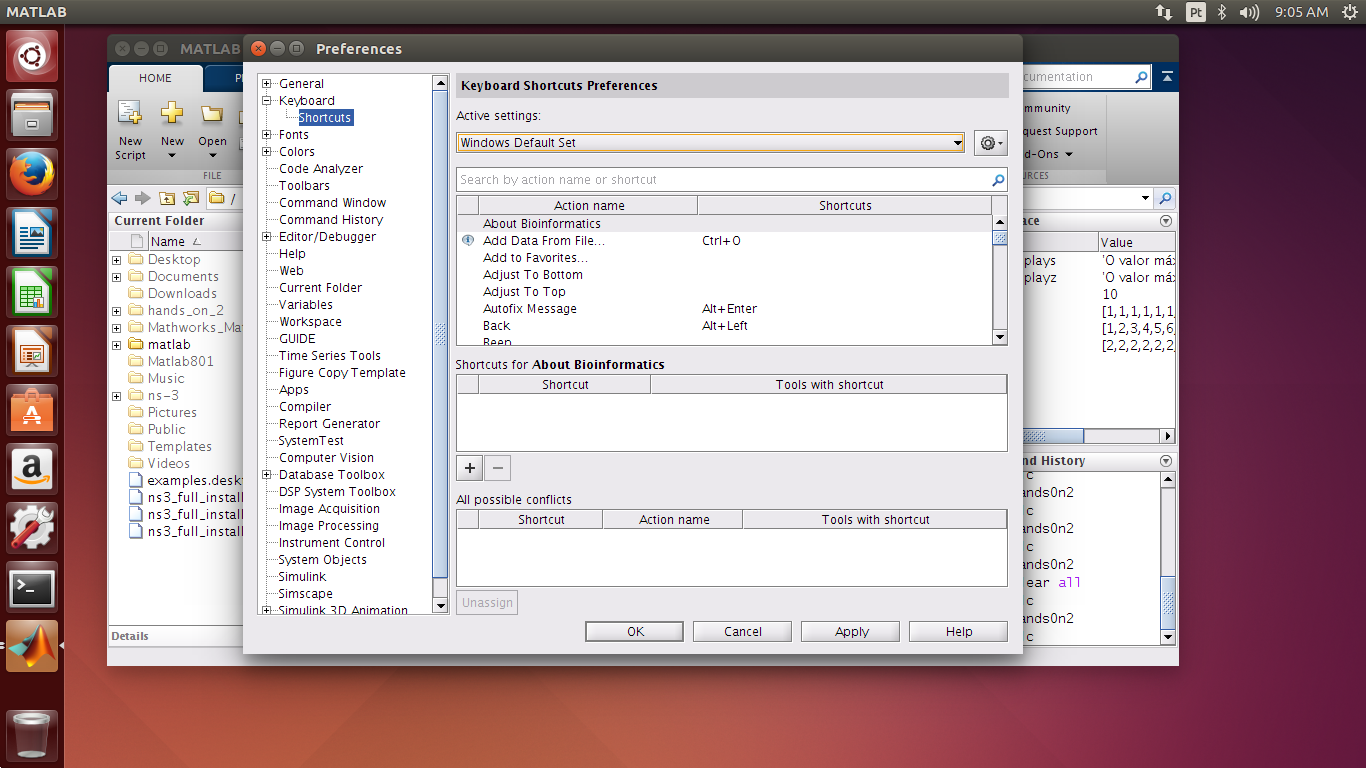 MATLAB
Pt
9:05 AM
MATLAB
Preferences
HOME
New
Script
New
Open
FILE
/
Current Folder
Name
Desktop
Documents
Downloads
hands_on_2
Mathworks_Ma
matlab
Matlab801
Music
ns-3
Pictures
Public
Templates
Videos
examples.desk
ns3_full_install
ns3_full_install
ns3_full_install
Details
General
Keyboard
Shortcuts
Fonts
Colors
Code Analyzer
Toolbars
Command Window
Command History
Editor/Debugger
Help
Web
Current Folder
Variables
Workspace
GUIDE
Time Series Tools
Figure Copy Template
Apps
Compiler
Report Generator
SystemTest
Computer Vision
Database Toolbox
DSP System Toolbox
Image Acquisition
Image Processing
Instrument Control
System Objects
Simulink
Simscape
Simulink 3D Animation
Keyboard Shortcuts Preferences
Active settings:
Windows Default Set
Search by action name or shortcut
Action name Shortcuts
About Bioinformatics
Add Data From File... Ctrl+O
Add to Favorites...
Adjust To Bottom
Adjust To Top
Autofix Message Alt+Enter
Back Alt+Left
Beep
Shortcuts for About Bioinformatics
Shortcut Tools with shortcut
+ −
All possible conflicts
Shortcut Action name Tools with shortcut
Unassign
OK Cancel Apply Help
cumentation
mmunity
quest Support
d-Ons
URCES
ace
Value
plays 'O valor má
playz 'O valor má
10
[1,1,1,1,1,1,
[1,2,3,4,5,6,
[2,2,2,2,2,2,
nd History
c
ands0n2
c
ands0n2
c
ands0n2
ear all
c
ands0n2
c